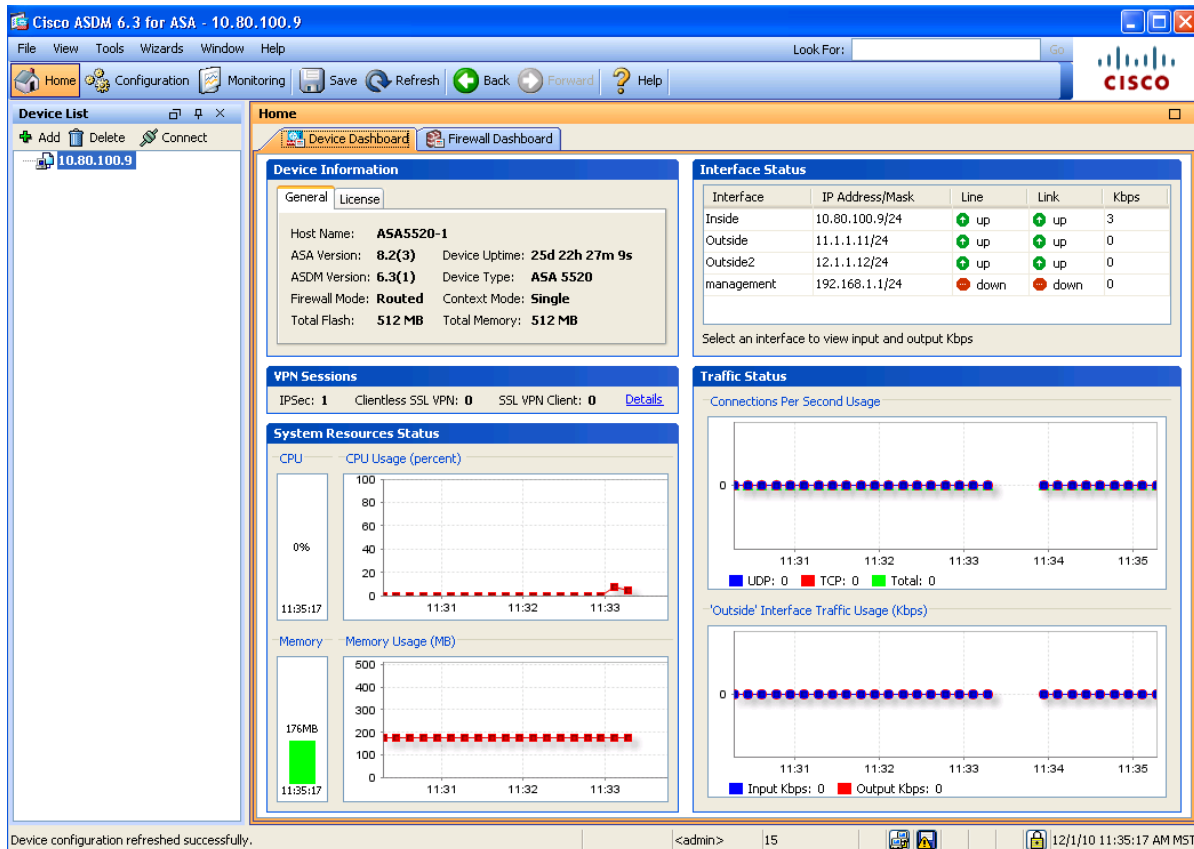 Cisco ASDM 6.3 for ASA - 10.80.100.9
File View Tools Wizards Window Help
Look For: Go
Home Configuration Monitoring Save Refresh Back Forward Help
CISCO
Device List
Add Delete Connect
10.80.100.9
Home
Device Dashboard Firewall Dashboard
Device Information
General License
Host Name: ASA5520-1
ASA Version: 8.2(3) Device Uptime: 25d 22h 27m 9s
ASDM Version: 6.3(1) Device Type: ASA 5520
Firewall Mode: Routed Context Mode: Single
Total Flash: 512 MB Total Memory: 512 MB
Interface Status
Interface IP Address/Mask Line Link Kbps
Inside 10.80.100.9/24 up up 3
Outside 11.1.1.11/24 up up 0
Outside2 12.1.1.12/24 up up 0
management 192.168.1.1/24 down down 0
Select an interface to view input and output Kbps
VPN Sessions
IPSec: 1 Clientless SSL VPN: 0 SSL VPN Client: 0 Details
System Resources Status
CPU
0%
11:35:17
CPU Usage (percent)
100
80
60
40
20
0
11:31 11:32 11:33
Memory
176MB
11:35:17
Memory Usage (MB)
500
400
300
200
100
0
11:31 11:32 11:33
Traffic Status
Connections Per Second Usage
0
11:31 11:32 11:33 11:34 11:35
UDP: 0 TCP: 0 Total: 0
'Outside' Interface Traffic Usage (Kbps)
0
11:31 11:32 11:33 11:34 11:35
Input Kbps: 0 Output Kbps: 0
Device configuration refreshed successfully.
<admin> 15
12/1/10 11:35:17 AM MST